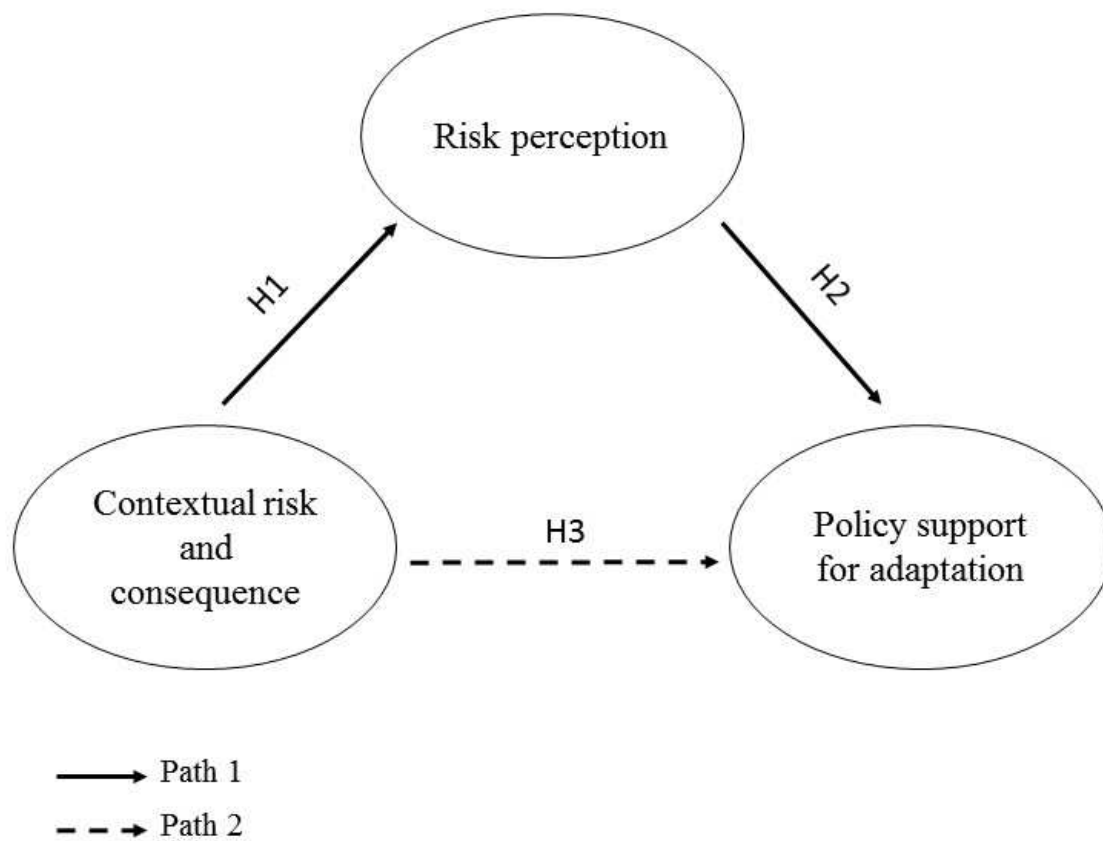 Risk perception
H1
H2
Contextual risk
and
consequence
H3
Policy support
for adaptation
Path 1
Path 2